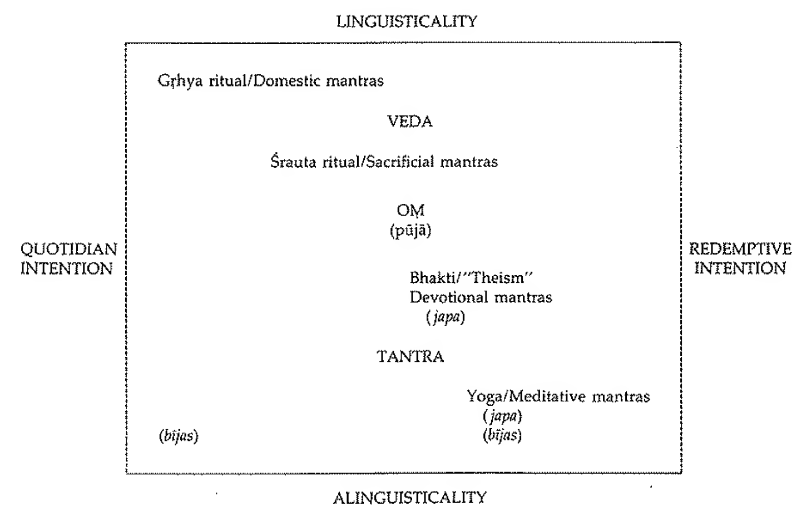 LINGUISTICALITY
Gṛhya ritual/Domestic mantras
VEDA
Śrauta ritual/Sacrificial mantras
OṂ
(pūjā)
QUOTIDIAN
INTENTION
REDEMPTIVE
INTENTION
Bhakti/"Theism"
Devotional mantras
(japa)
TANTRA
Yoga/Meditative mantras
(japa)
(bījas)
(bījas)
ALINGUISTICALITY